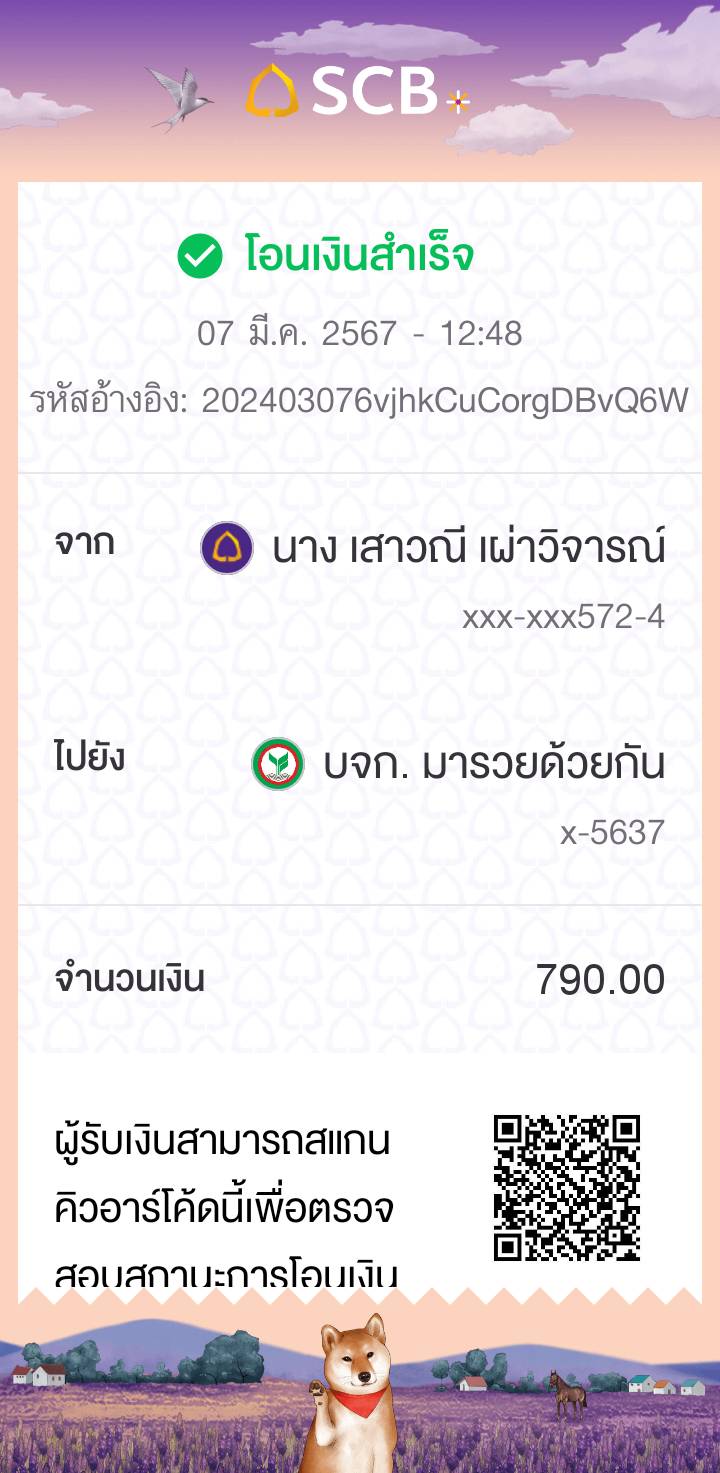 SCB
โอนเงินสำเร็จ
07 มี.ค. 2567 - 12:48
รหัสอ้างอิง: 202403076vjhkCuCorgDBvQ6W
จาก
นาง เสาวณี เผ่าวิจารณ์
xxx-xxx572-4
ไปยัง
บจก. มารวยด้วยกัน
x-5637
จำนวนเงิน 790.00
ผู้รับเงินสามารถสแกน
คิวอาร์โค้ดนี้เพื่อตรวจ
สอบสถานะการโอนเงิน